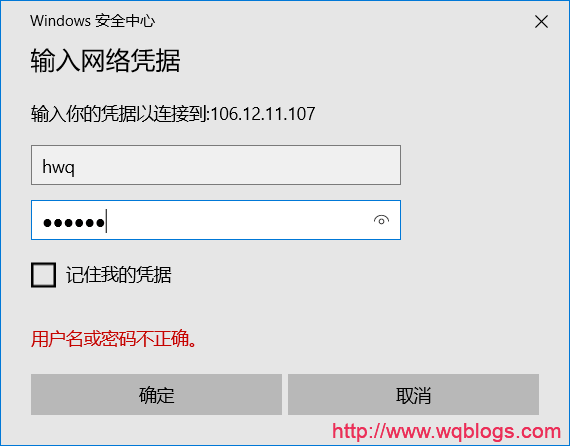 Windows 安全中心
输入网络凭据
输入你的凭据以连接到:106.12.11.107
hwq
●●●●●●
记住我的凭据
用户名或密码不正确。
确定
取消
http://www.wqblogs.com